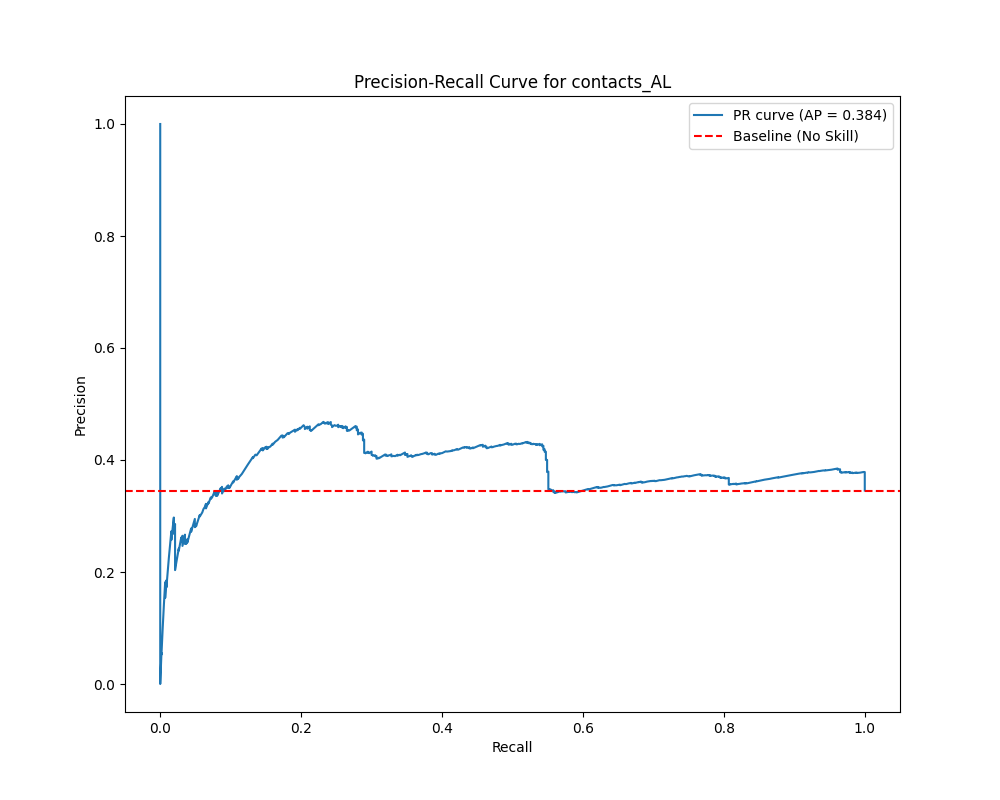 Precision-Recall Curve for contacts_AL
PR curve (AP = 0.384)
Baseline (No Skill)
1.0
0.8
0.6
0.4
0.2
0.0
Precision
0.0 0.2 0.4 0.6 0.8 1.0
Recall